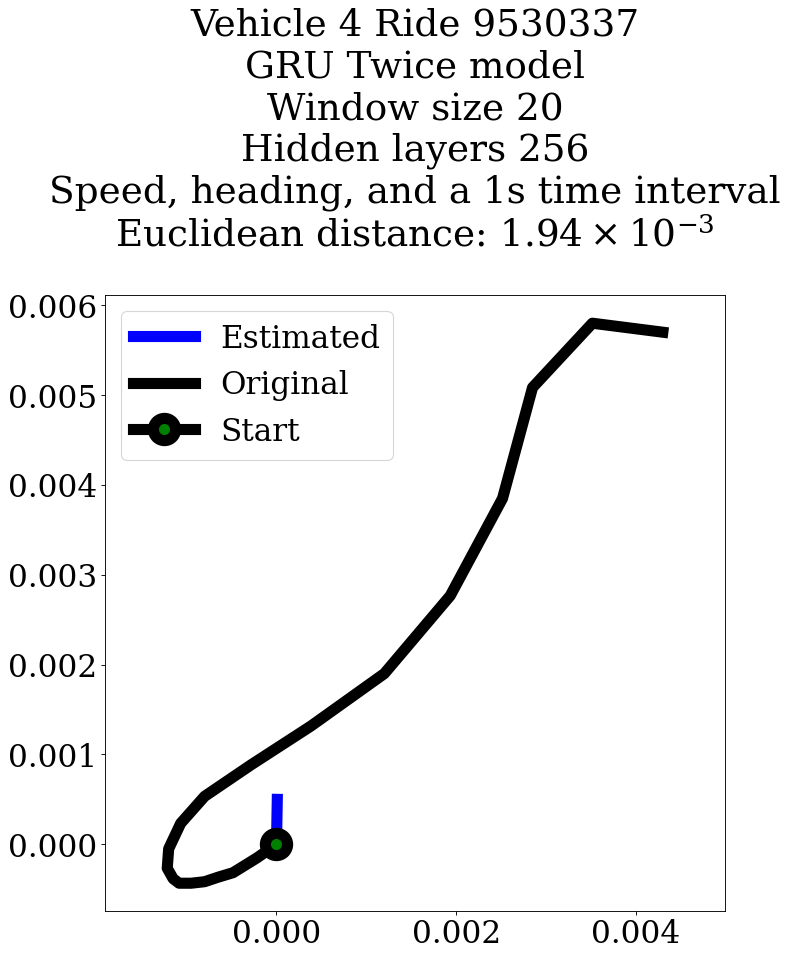 Vehicle 4 Ride 9530337
GRU Twice model
Window size 20
Hidden layers 256
Speed, heading, and a 1s time interval
Euclidean distance: 1.94 × 10⁻³
0.006
0.005
0.004
0.003
0.002
0.001
0.000
Estimated
Original
Start
0.000
0.002
0.004